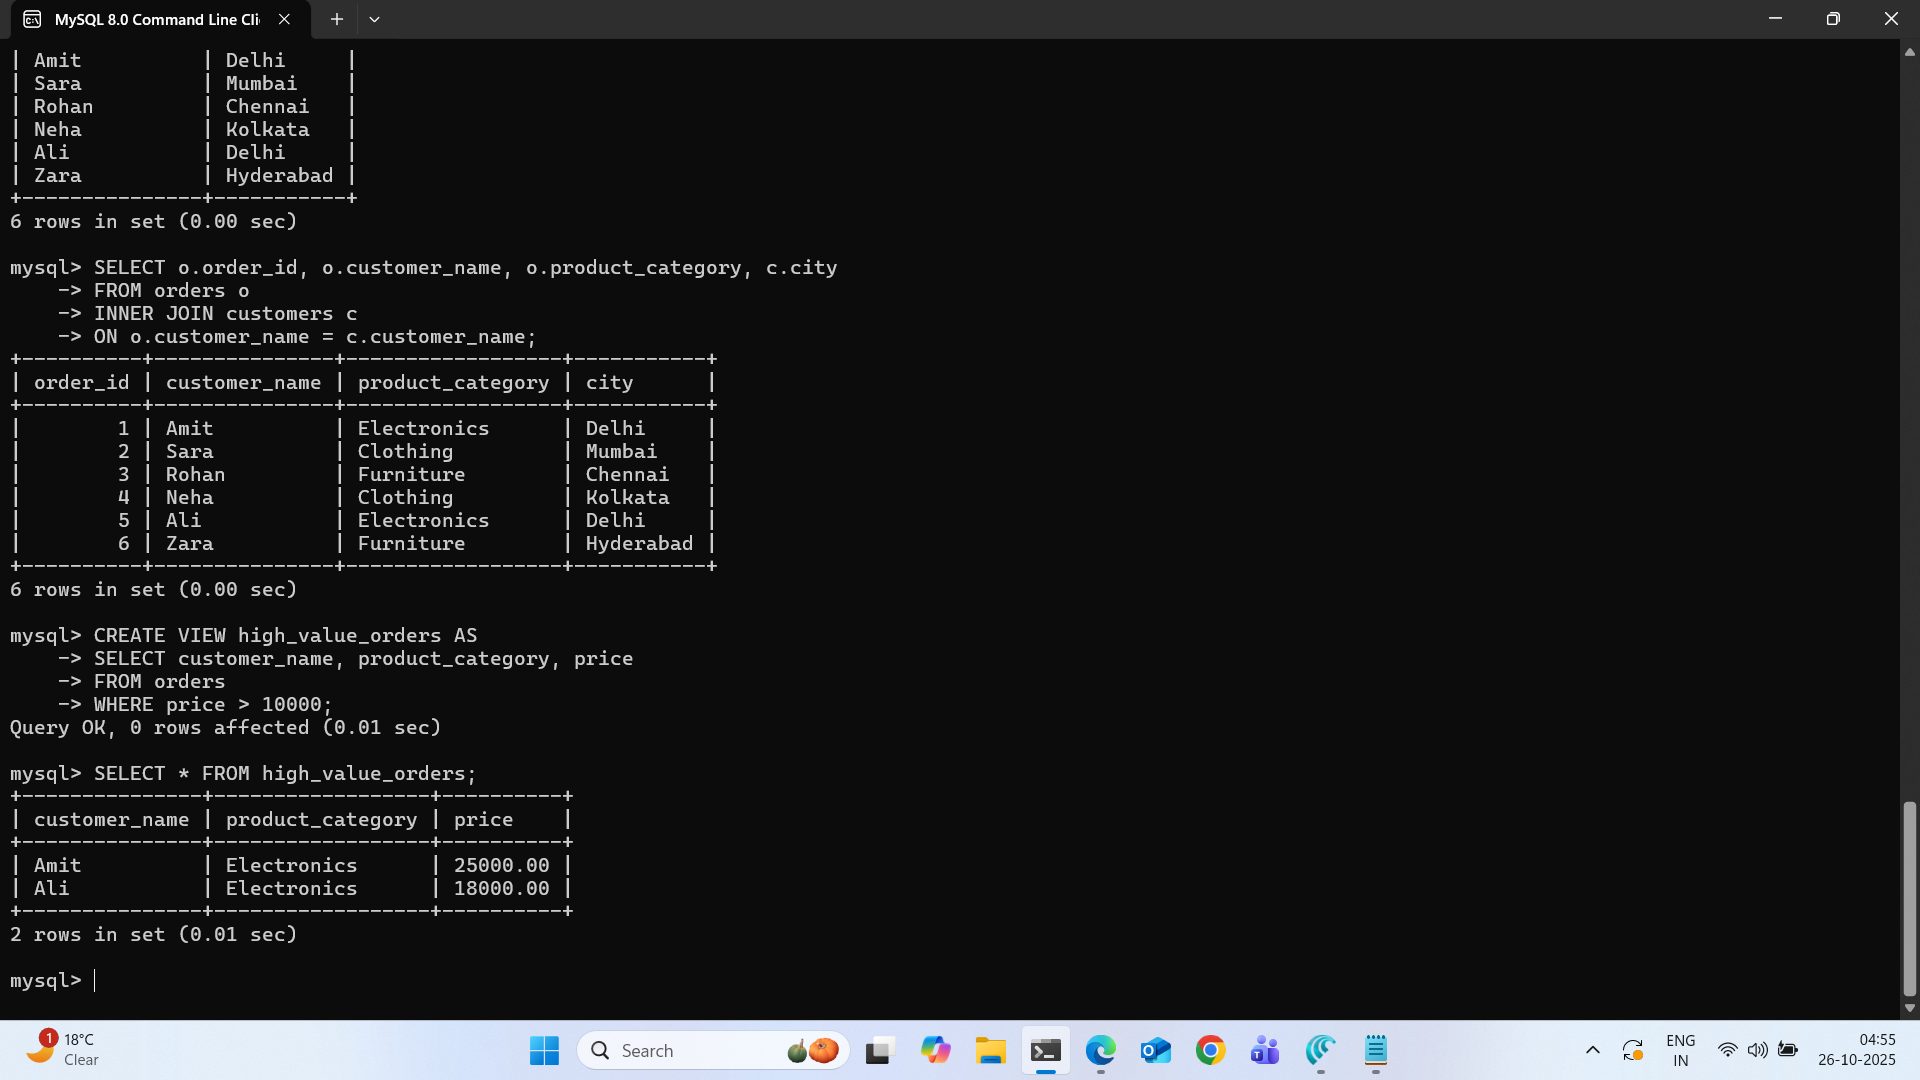 MySQL 8.0 Command Line Cli
| Amit          | Delhi     |
| Sara          | Mumbai    |
| Rohan         | Chennai   |
| Neha          | Kolkata   |
| Ali           | Delhi     |
| Zara          | Hyderabad |
+---------------+-----------+
6 rows in set (0.00 sec)
mysql> SELECT o.order_id, o.customer_name, o.product_category, c.city
    -> FROM orders o
    -> INNER JOIN customers c
    -> ON o.customer_name = c.customer_name;
+----------+---------------+------------------+-----------+
| order_id | customer_name | product_category | city      |
+----------+---------------+------------------+-----------+
|        1 | Amit          | Electronics      | Delhi     |
|        2 | Sara          | Clothing         | Mumbai    |
|        3 | Rohan         | Furniture        | Chennai   |
|        4 | Neha          | Clothing         | Kolkata   |
|        5 | Ali           | Electronics      | Delhi     |
|        6 | Zara          | Furniture        | Hyderabad |
+----------+---------------+------------------+-----------+
6 rows in set (0.00 sec)
mysql> CREATE VIEW high_value_orders AS
    -> SELECT customer_name, product_category, price
    -> FROM orders
    -> WHERE price > 10000;
Query OK, 0 rows affected (0.01 sec)
mysql> SELECT * FROM high_value_orders;
+---------------+------------------+----------+
| customer_name | product_category | price    |
+---------------+------------------+----------+
| Amit          | Electronics      | 25000.00 |
| Ali           | Electronics      | 18000.00 |
+---------------+------------------+----------+
2 rows in set (0.01 sec)
mysql>
1
18°C
Clear
Search
ENG
IN
04:55
26-10-2025